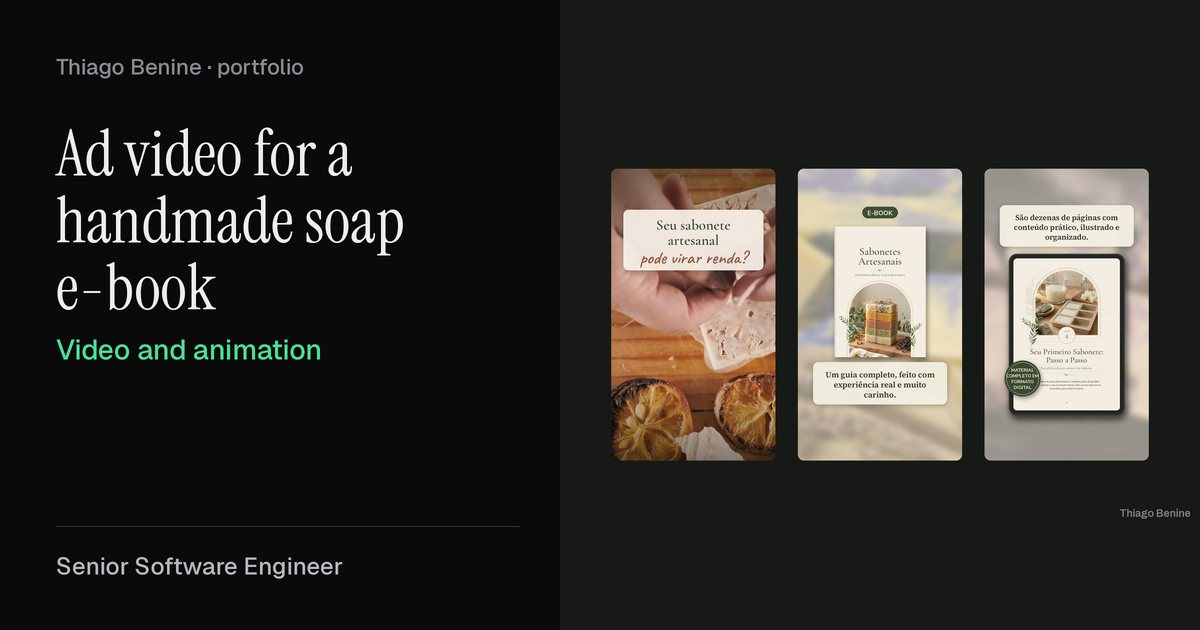 Thiago Benine · portfolio
Ad video for a
handmade soap
e-book
Video and animation
Senior Software Engineer
Seu sabonete
artesanal
pode virar renda?
E-BOOK
Sabonetes
Artesanais
Um guia completo, feito com
experiência real e muito
carinho.
São dezenas de páginas com
conteúdo prático, ilustrado e
organizado.
4
Seu Primeiro Sabonete:
Passo a Passo
MATERIAL
COMPLETO EM
FORMATO
DIGITAL
Thiago Benine